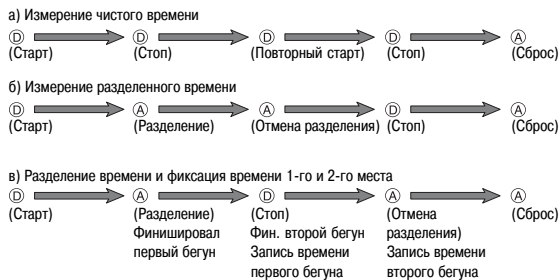 а) Измерение чистого времени
Ⓓ Ⓓ Ⓓ Ⓓ Ⓐ
(Старт) (Стоп) (Повторный старт) (Стоп) (Сброс)
б) Измерение разделенного времени
Ⓓ Ⓐ Ⓐ Ⓓ Ⓐ
(Старт) (Разделение) (Отмена разделения) (Стоп) (Сброс)
в) Разделение времени и фиксация времени 1-го и 2-го места
Ⓓ Ⓐ Ⓓ Ⓐ Ⓐ
(Старт) (Разделение) (Стоп) (Отмена (Сброс)
Финишировал Фин. второй бегун разделения)
первый бегун Запись времени Запись времени
первого бегуна второго бегуна